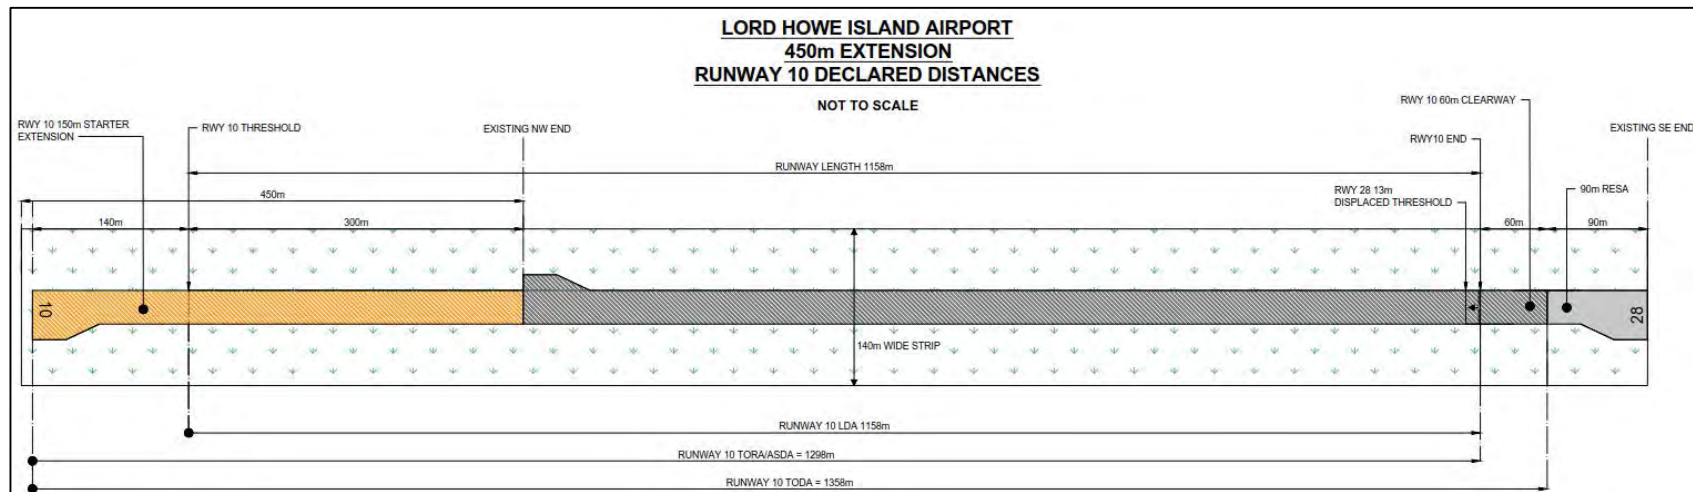 LORD HOWE ISLAND AIRPORT
450m EXTENSION
RUNWAY 10 DECLARED DISTANCES
NOT TO SCALE
RWY 10 150m STARTER
EXTENSION
RWY 10 THRESHOLD
EXISTING NW END
RWY 10 60m CLEARWAY
EXISTING SE END
RWY10 END
RUNWAY LENGTH 1158m
450m
RWY 28 13m
DISPLACED THRESHOLD
90m RESA
140m
300m
60m
90m
10
28
140m WIDE STRIP
RUNWAY 10 LDA 1158m
RUNWAY 10 TORA/ASDA = 1298m
RUNWAY 10 TODA = 1358m